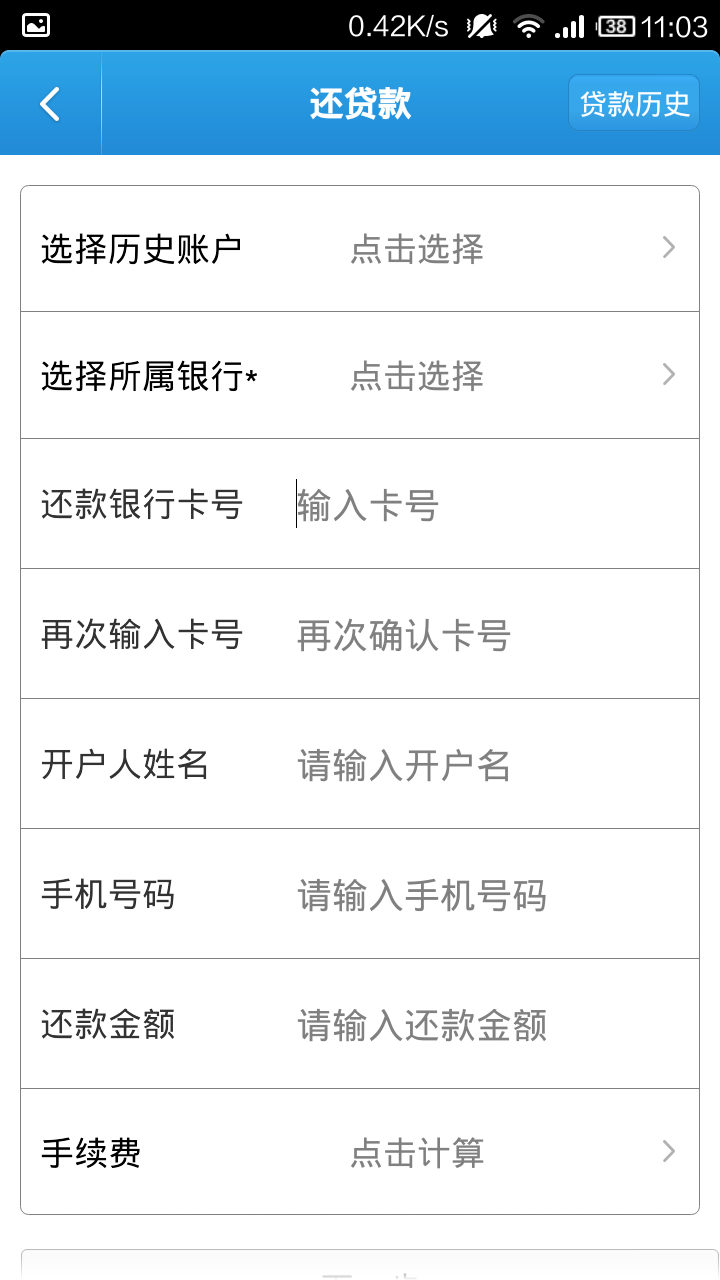 0.42K/s 38 11:03
还贷款 贷款历史
选择历史账户 点击选择
选择所属银行* 点击选择
还款银行卡号 输入卡号
再次输入卡号 再次确认卡号
开户人姓名 请输入开户名
手机号码 请输入手机号码
还款金额 请输入还款金额
手续费 点击计算